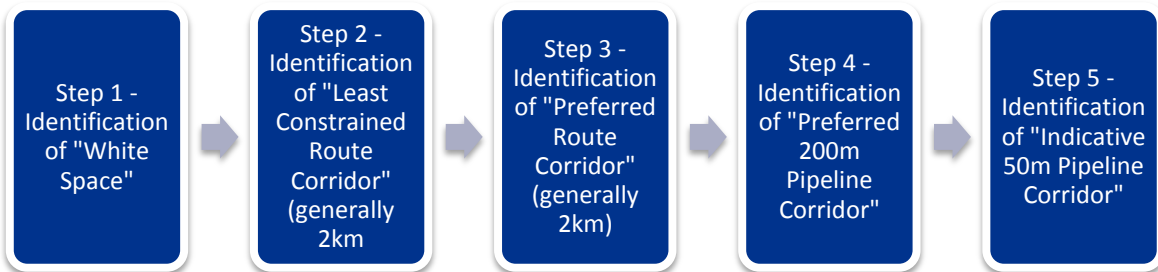 Step 1 -
Identification
of "White
Space"
Step 2 -
Identification
of "Least
Constrained
Route
Corridor"
(generally
2km
Step 3 -
Identification
of "Preferred
Route
Corridor"
(generally
2km)
Step 4 -
Identification
of "Preferred
200m
Pipeline
Corridor"
Step 5 -
Identification
of "Indicative
50m Pipeline
Corridor"